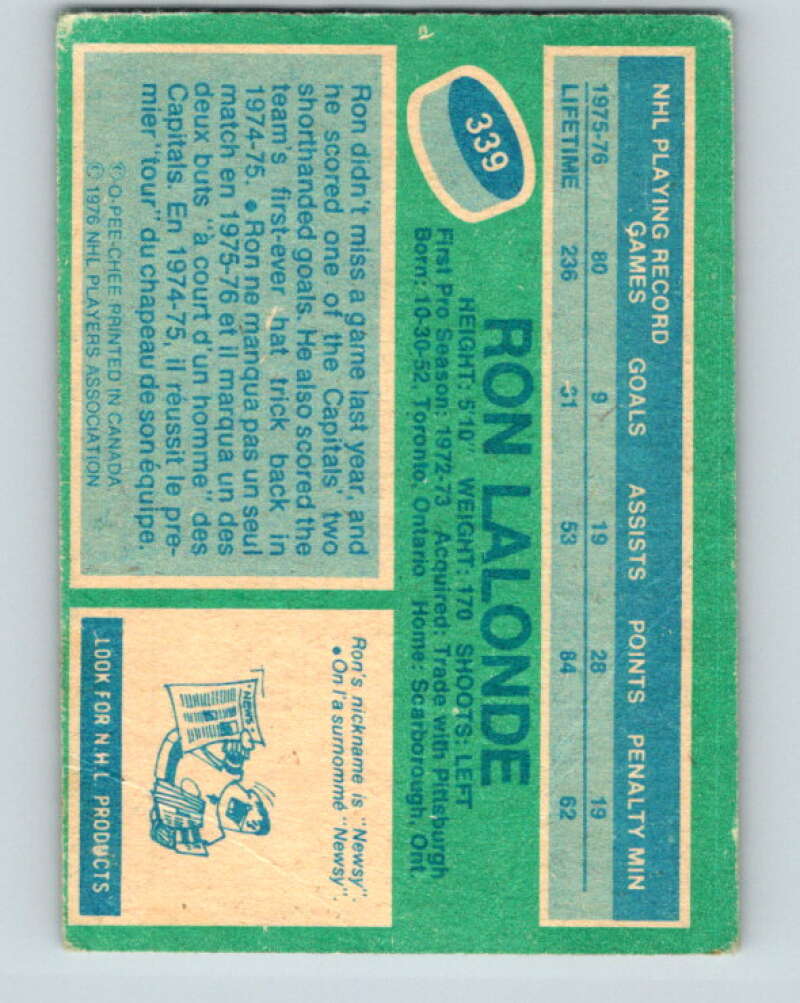 NHL PLAYING RECORD
GAMES GOALS ASSISTS POINTS PENALTY MIN
1975-76 80 9 19 28 19
LIFETIME 236 31 53 84 62
339
RON LALONDE
HEIGHT: 5'10" WEIGHT: 170 SHOOTS: LEFT
First Pro Season: 1972-73 Acquired: Trade with Pittsburgh
Born: 10-30-52, Toronto, Ontario Home: Scarborough, Ont.
Ron didn't miss a game last year, and
he scored one of the Capitals' two
shorthanded goals. He also scored the
team's first-ever hat trick back in
1974-75. • Ron ne manqua pas un seul
match en 1975-76 et il marqua un des
deux buts "à court d'un homme" des
Capitals. En 1974-75, il réussit le pre-
mier "tour" du chapeau de son équipe.
© O-PEE-CHEE PRINTED IN CANADA
© 1976 NHL PLAYERS ASSOCIATION
Ron's nickname is "Newsy".
• On l'a surnommé "Newsy".
NEWS
LOOK FOR N.H.L PRODUCTS